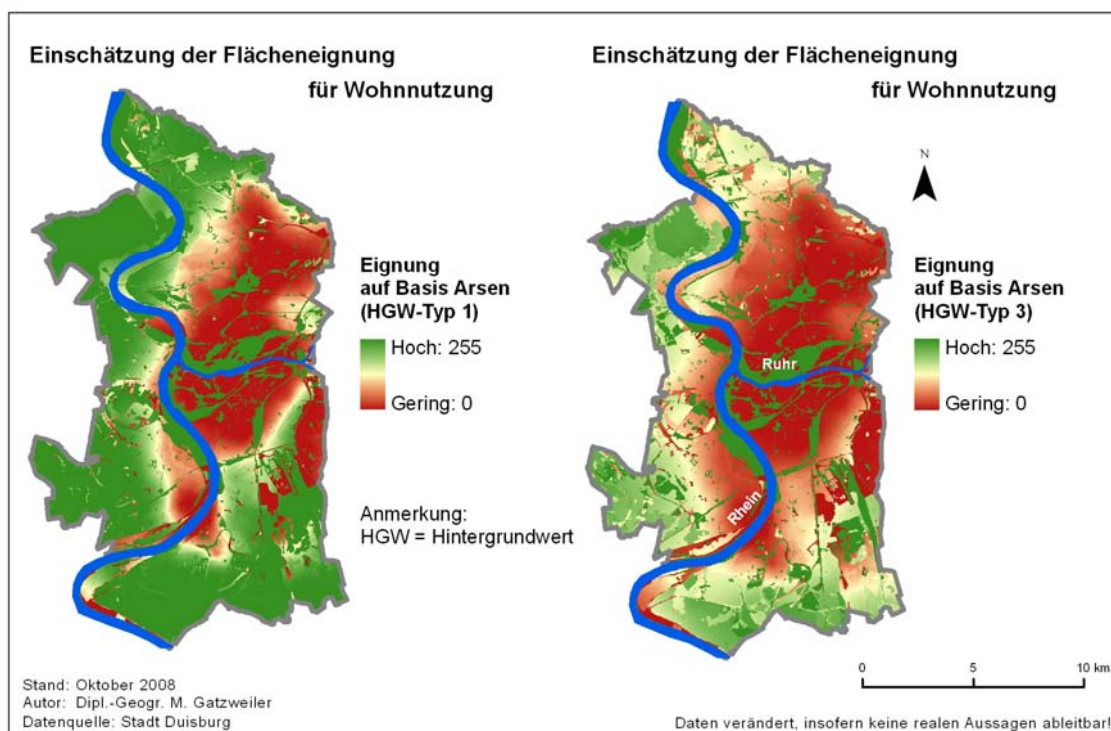 Einschätzung der Flächeneignung
für Wohnnutzung
Eignung
auf Basis Arsen
(HGW-Typ 1)
Hoch: 255
Gering: 0
Anmerkung:
HGW = Hintergrundwert
Stand: Oktober 2008
Autor: Dipl.-Geogr. M. Gatzweiler
Datenquelle: Stadt Duisburg
Einschätzung der Flächeneignung
für Wohnnutzung
N
Eignung
auf Basis Arsen
(HGW-Typ 3)
Hoch: 255
Gering: 0
Ruhr
Rhein
0 5 10 km
Daten verändert, insofern keine realen Aussagen ableitbar!